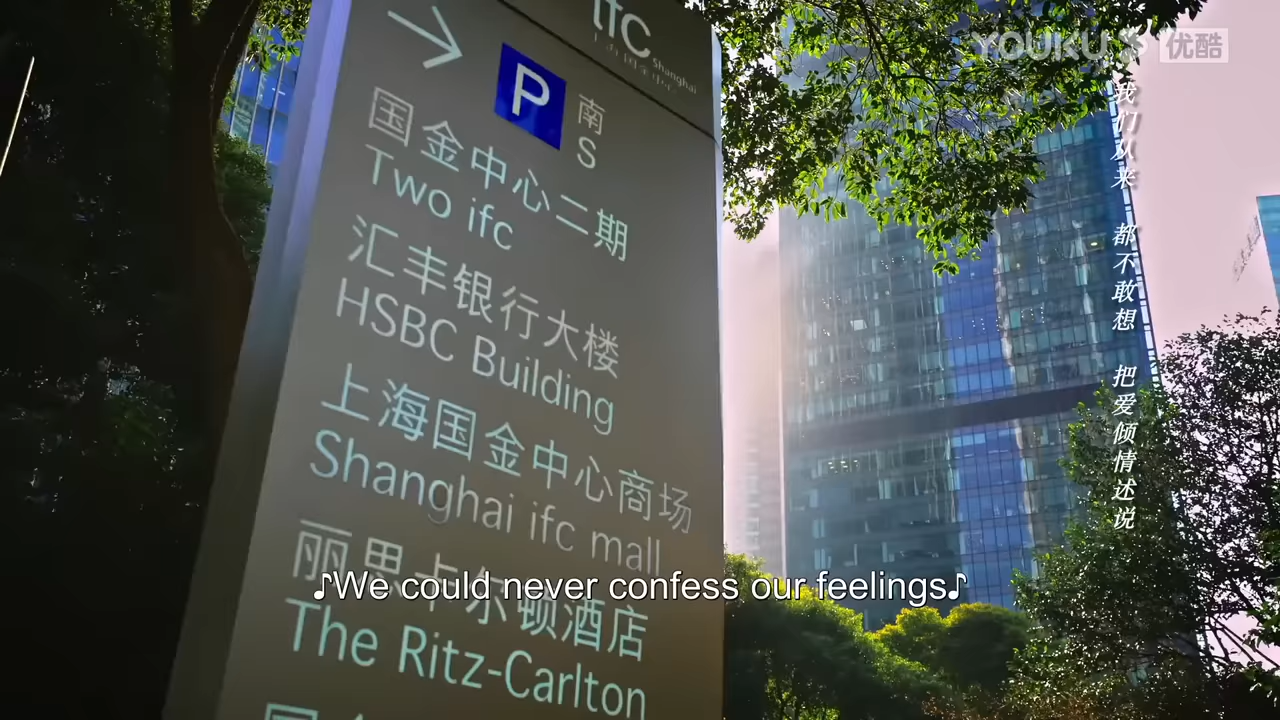 ifc
Shanghai
P
南
S
国金中心二期
Two ifc
汇丰银行大楼
HSBC Building
上海国金中心商场
Shanghai ifc mall
丽思卡尔顿酒店
The Ritz-Carlton
YOUKU 优酷
我们从来 都不敢想 把爱倾情述说
♪We could never confess our feelings♪